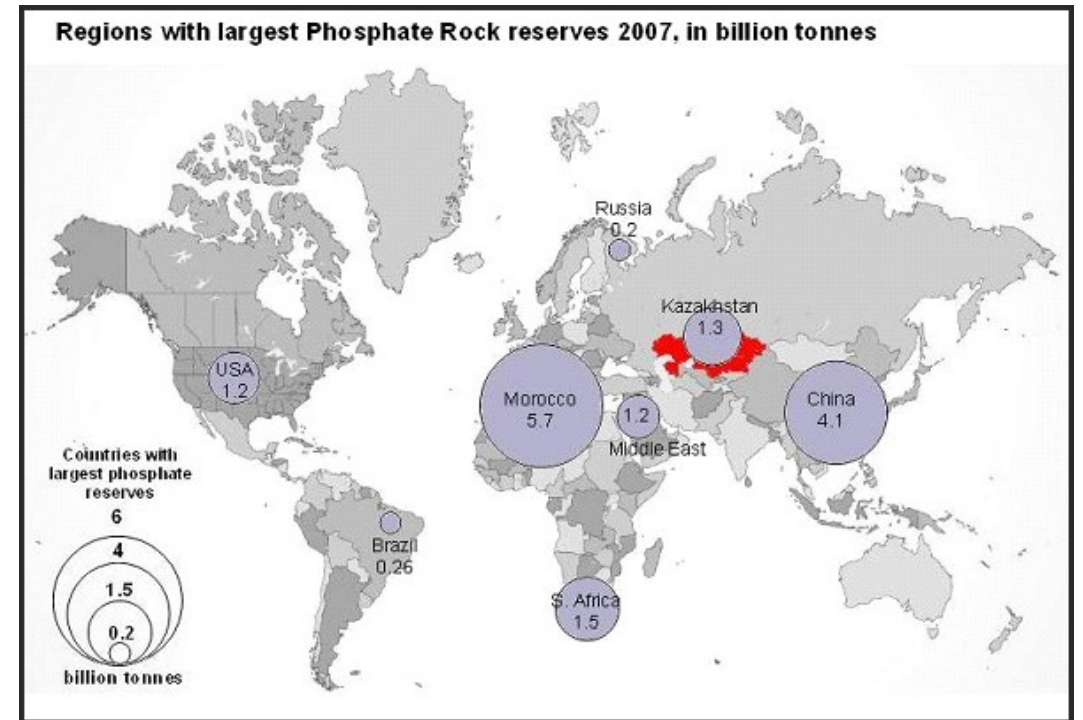 Regions with largest Phosphate Rock reserves 2007, in billion tonnes
Russia
0.2
Kazakhstan
1.3
USA
1.2
Morocco
5.7
1.2
Middle East
China
4.1
Countries with
largest phosphate
reserves
6
4
1.5
0.2
billion tonnes
Brazil
0.26
S. Africa
1.5